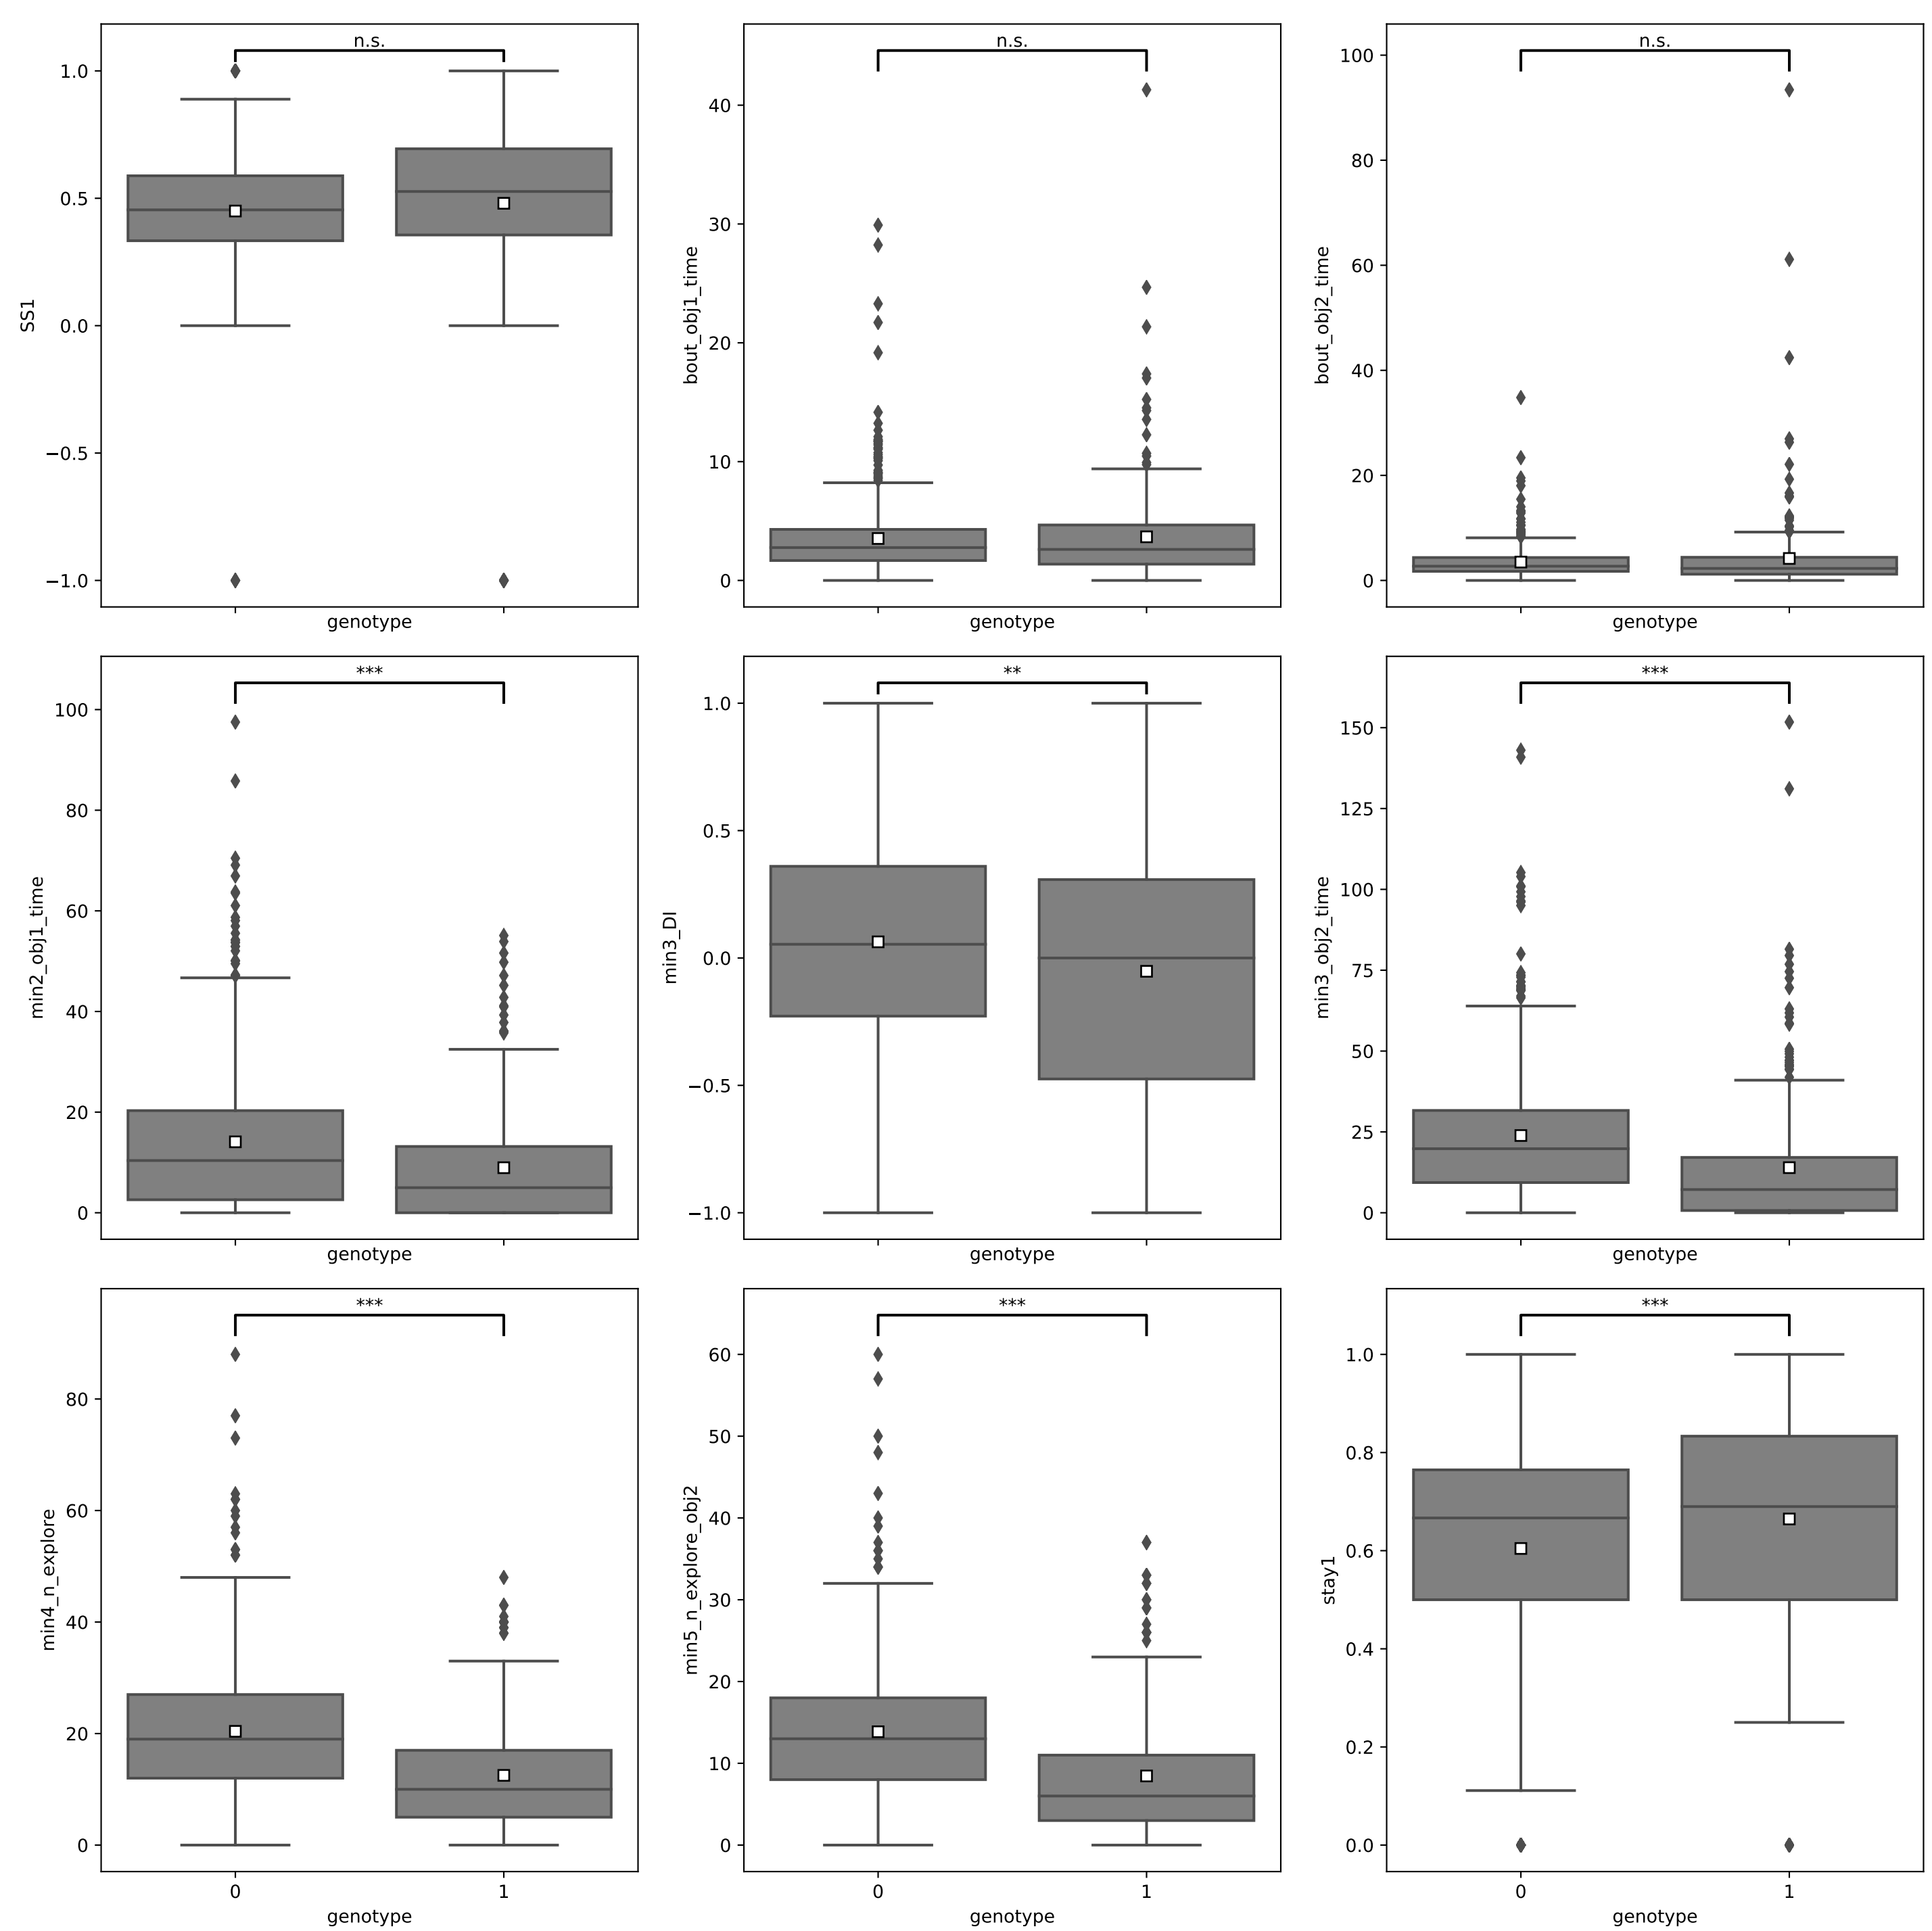 n.s.
1.0
0.5
0.0
−0.5
−1.0
SS1
genotype
n.s.
40
30
20
10
0
bout_obj1_time
genotype
n.s.
100
80
60
40
20
0
bout_obj2_time
genotype
***
100
80
60
40
20
0
min2_obj1_time
genotype
**
1.0
0.5
0.0
−0.5
−1.0
min3_DI
genotype
***
150
125
100
75
50
25
0
min3_obj2_time
genotype
***
80
60
40
20
0
min4_n_explore
0 1
genotype
***
60
50
40
30
20
10
0
min5_n_explore_obj2
0 1
genotype
***
1.0
0.8
0.6
0.4
0.2
0.0
stay1
0 1
genotype